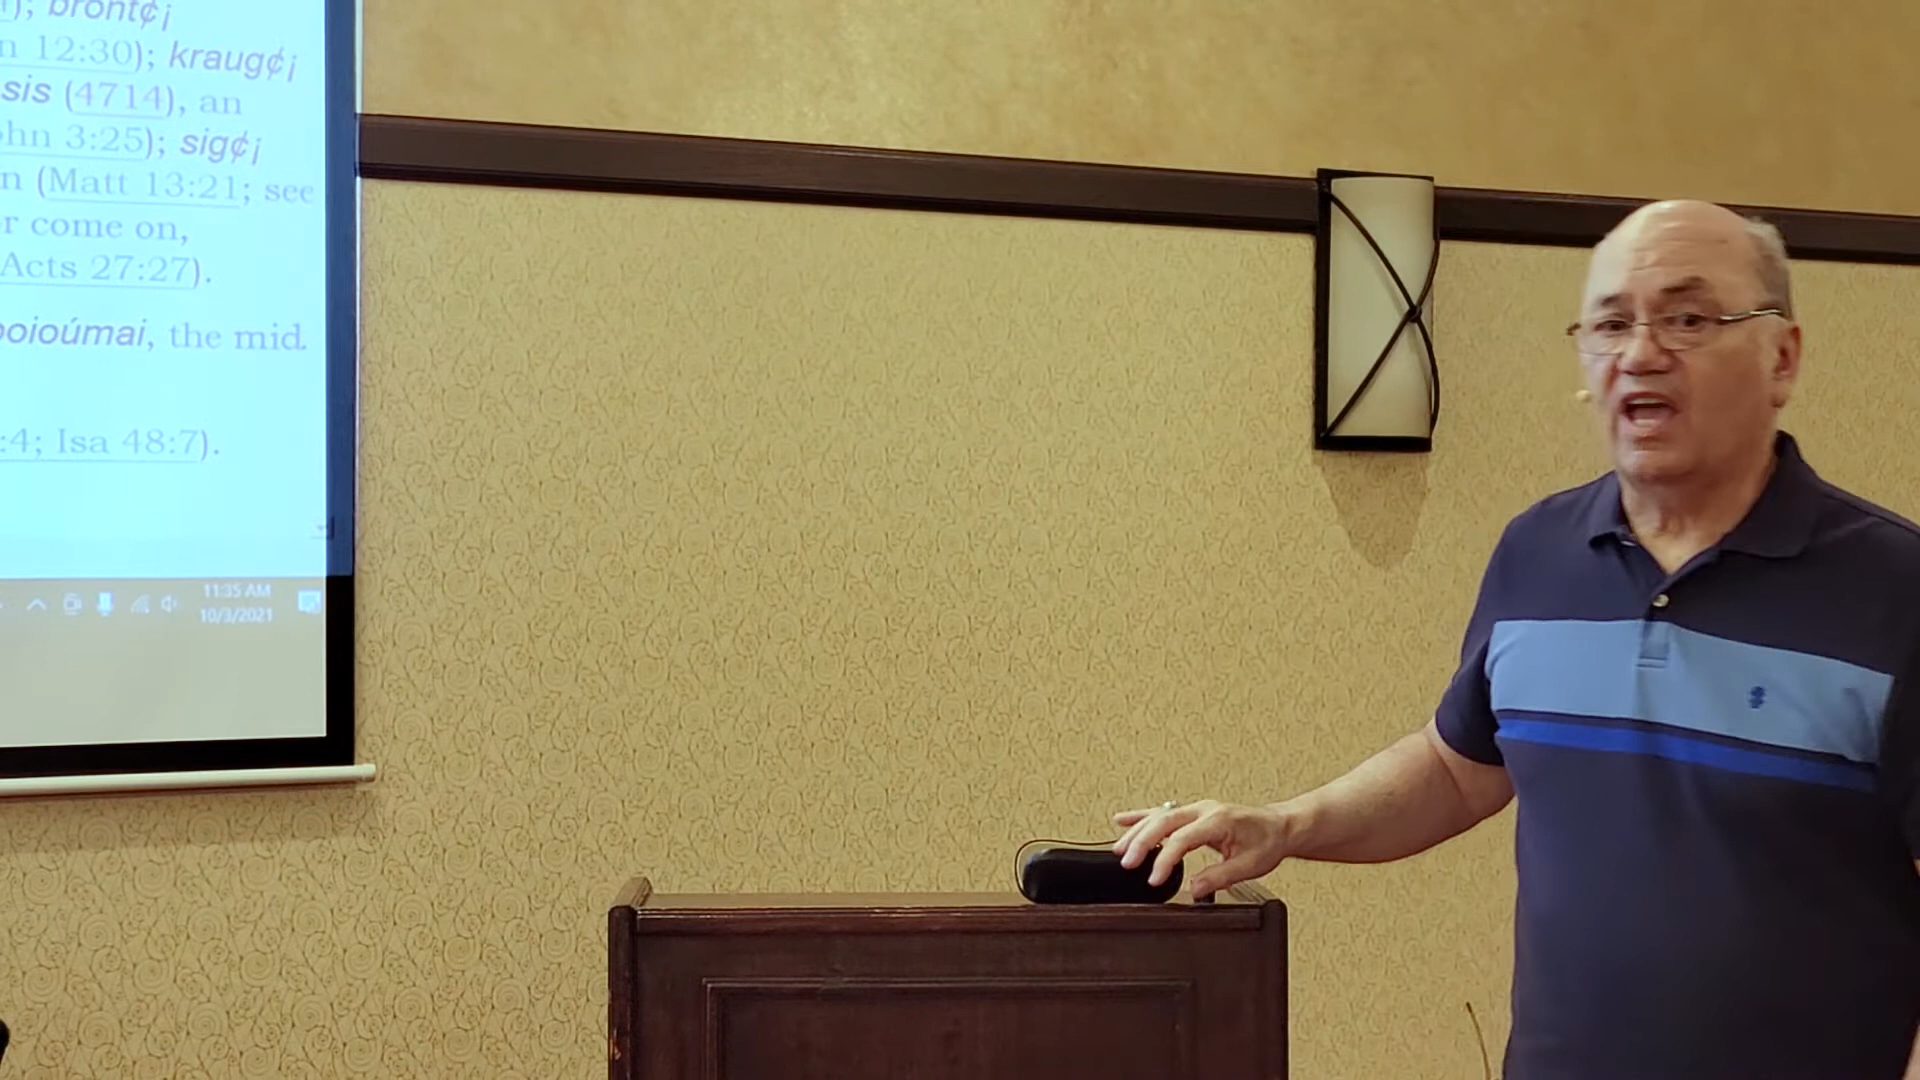 ); bront¢¡
n 12:30); kraug¢¡
sis (4714), an
ohn 3:25); sig¢¡
n (Matt 13:21; see
r come on,
Acts 27:27).
poioúmai, the mid.
:4; Isa 48:7).
11:35 AM
10/3/2021